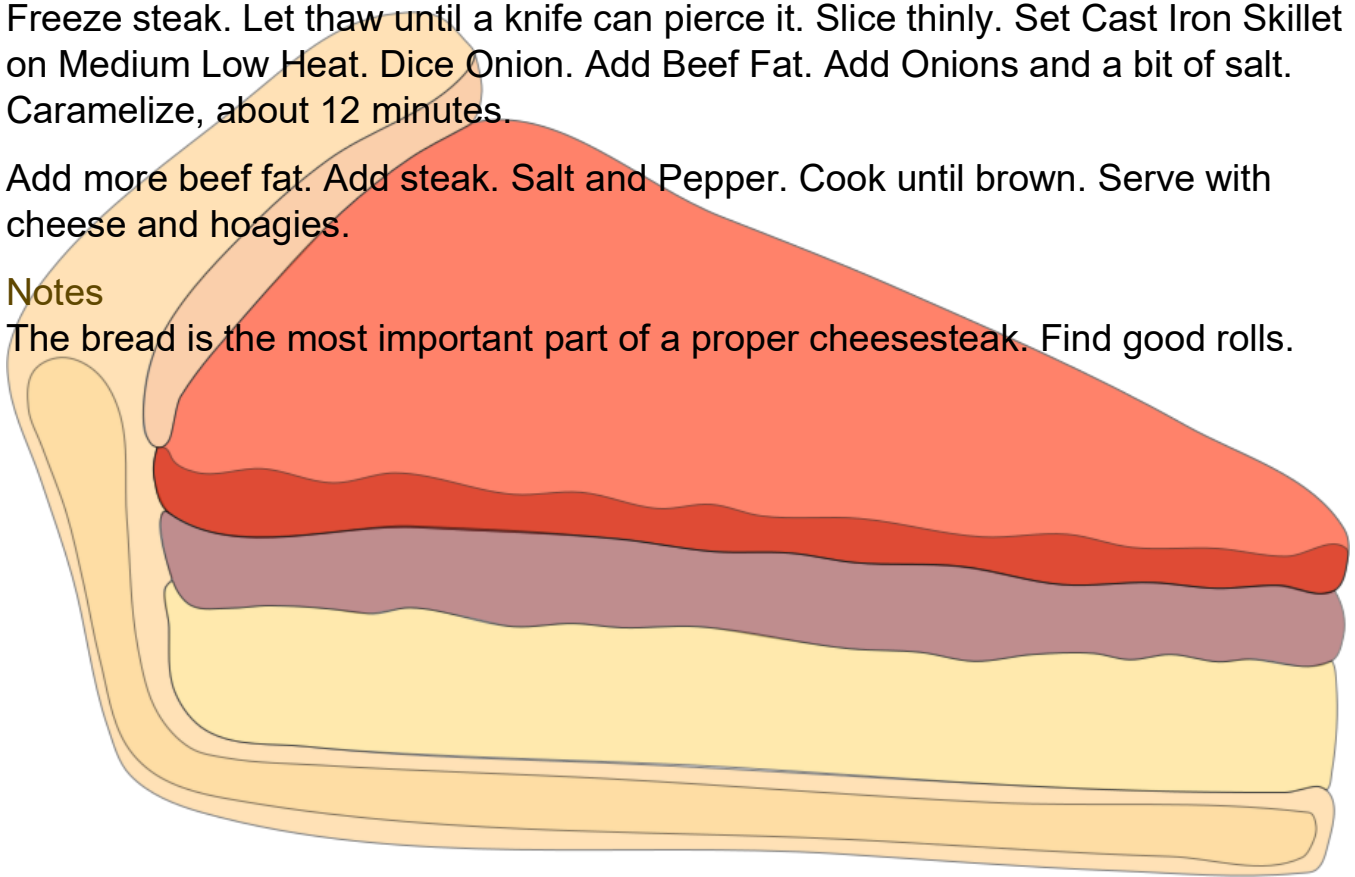 Freeze steak. Let thaw until a knife can pierce it. Slice thinly. Set Cast Iron Skillet
on Medium Low Heat. Dice Onion. Add Beef Fat. Add Onions and a bit of salt.
Caramelize, about 12 minutes.
Add more beef fat. Add steak. Salt and Pepper. Cook until brown. Serve with
cheese and hoagies.
Notes
The bread is the most important part of a proper cheesesteak. Find good rolls.